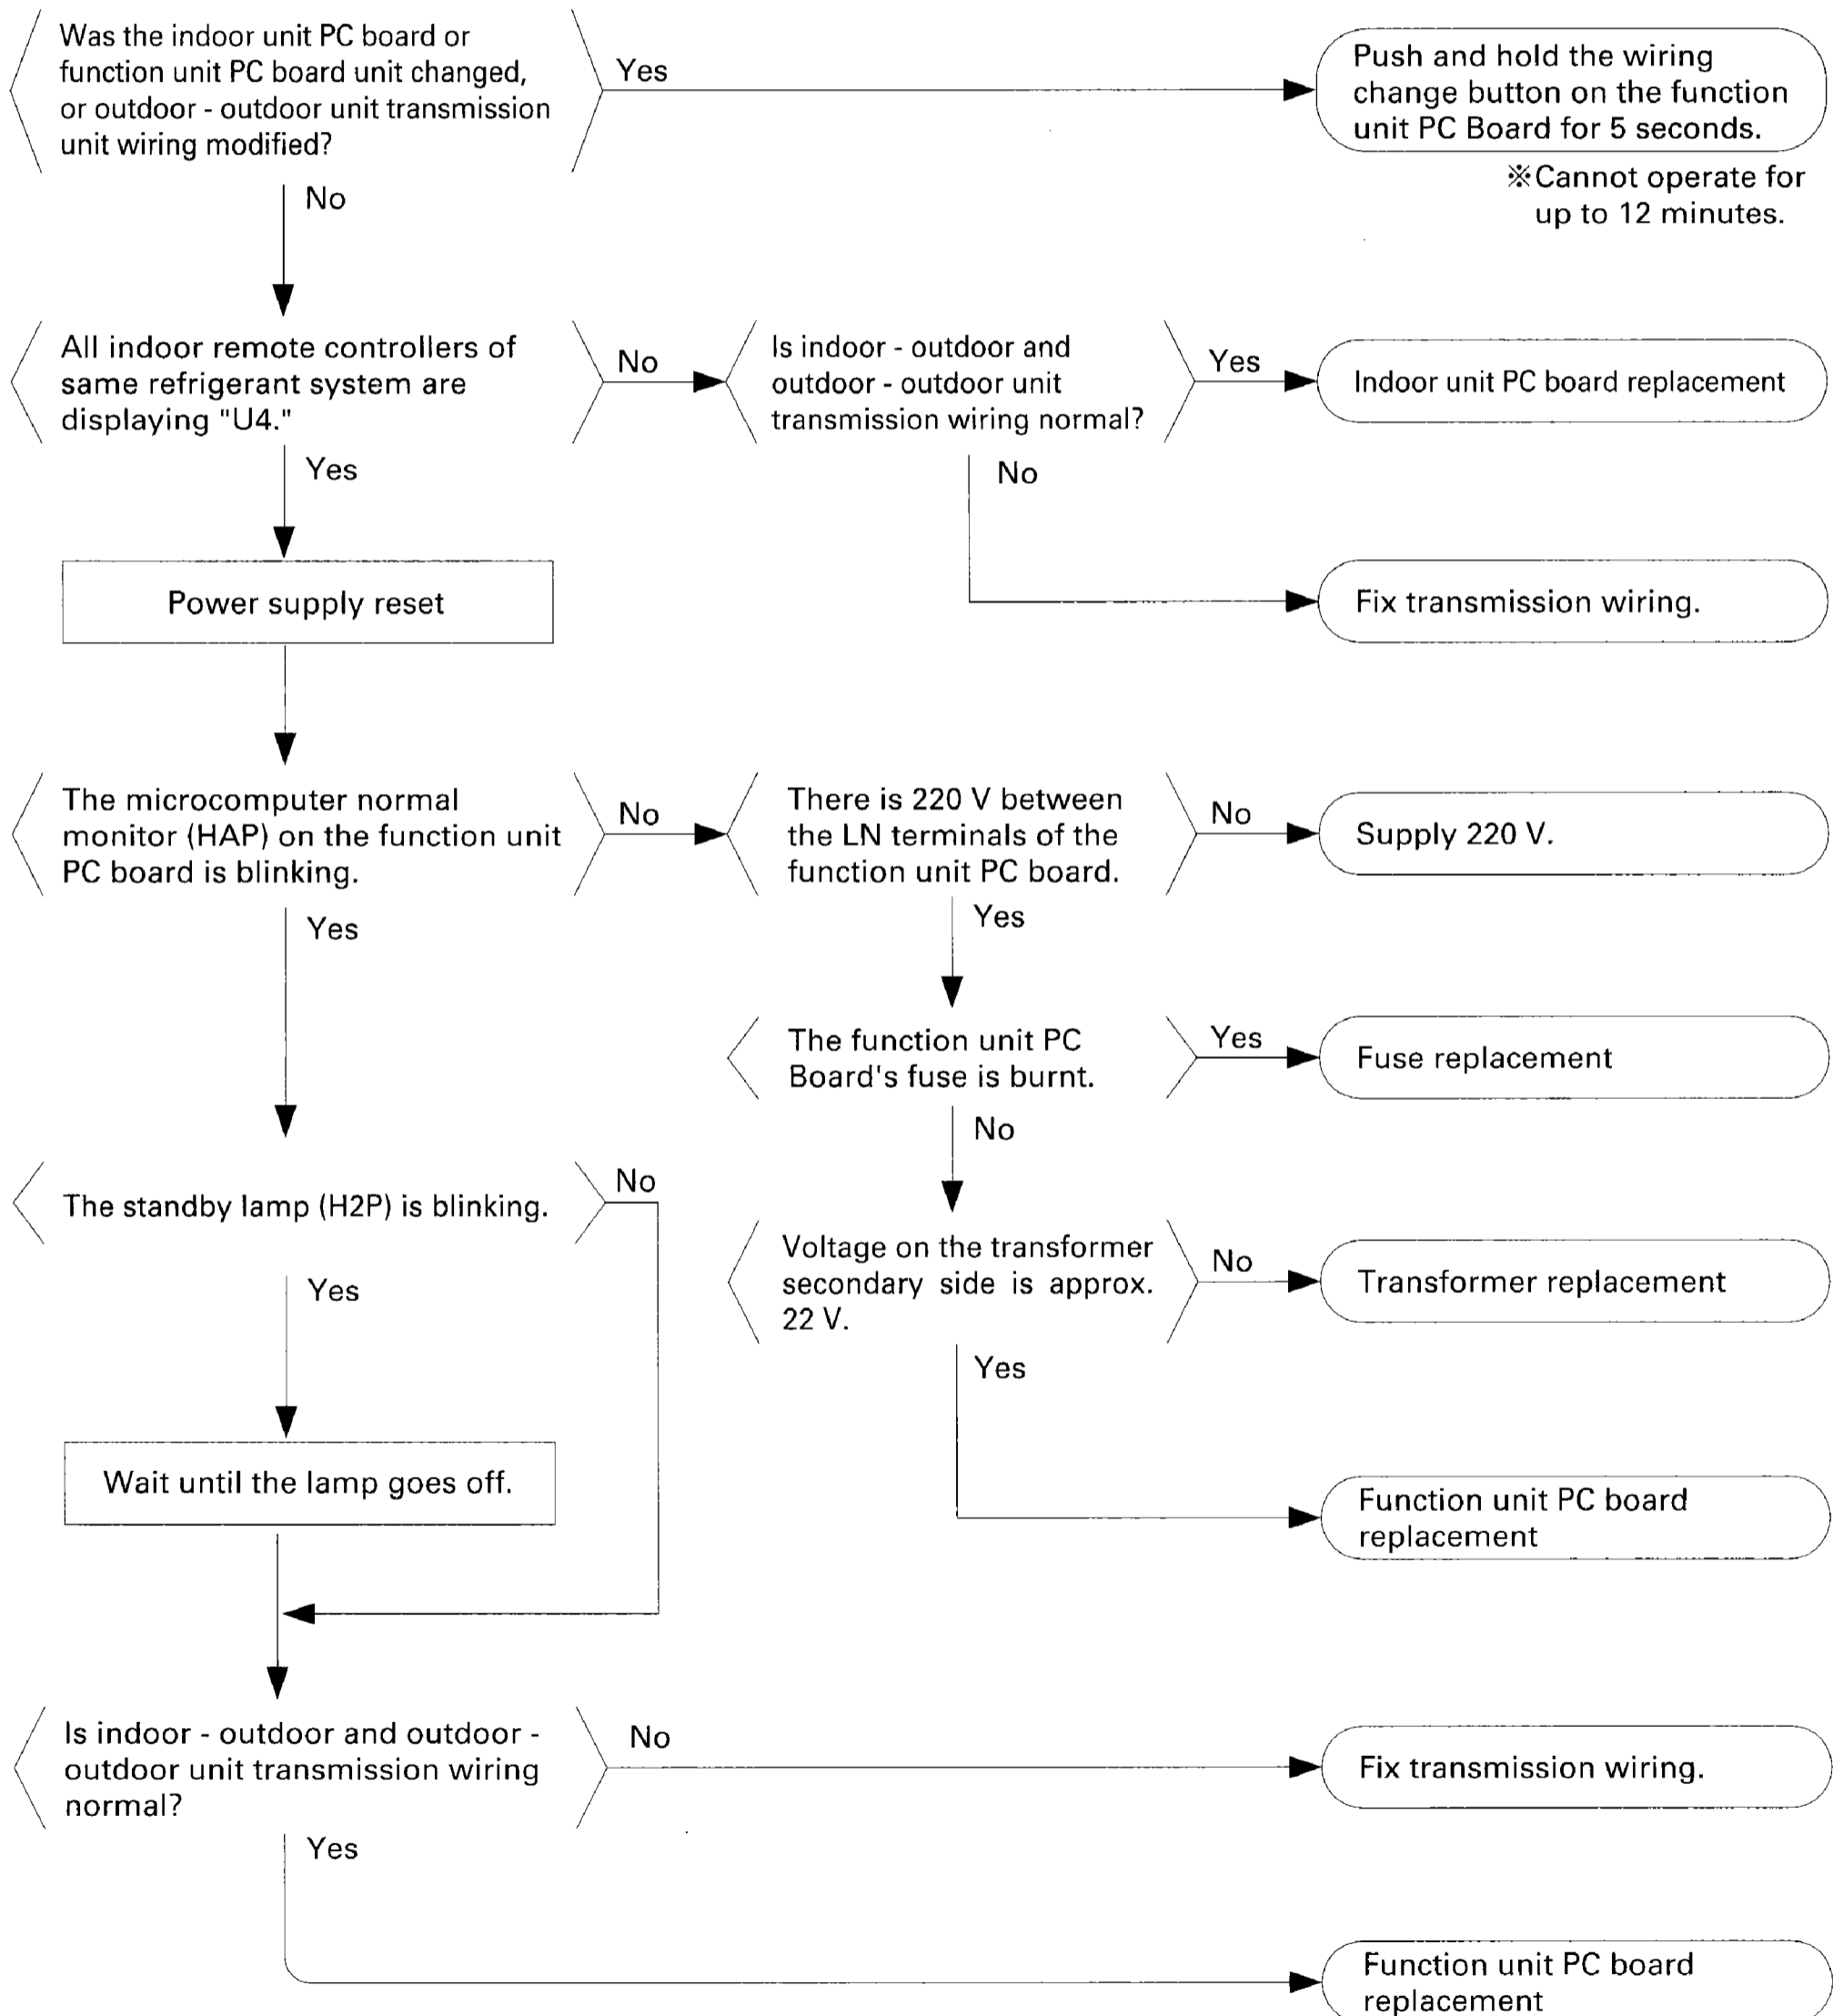 Was the indoor unit PC board or
function unit PC board unit changed,
or outdoor - outdoor unit transmission
unit wiring modified?
Yes
Push and hold the wiring
change button on the function
unit PC Board for 5 seconds.
※Cannot operate for
up to 12 minutes.
No
All indoor remote controllers of
same refrigerant system are
displaying "U4."
No
Is indoor - outdoor and
outdoor - outdoor unit
transmission wiring normal?
Yes
Indoor unit PC board replacement
Yes
No
Power supply reset
Fix transmission wiring.
The microcomputer normal
monitor (HAP) on the function unit
PC board is blinking.
No
There is 220 V between
the LN terminals of the
function unit PC board.
No
Supply 220 V.
Yes
Yes
The function unit PC
Board's fuse is burnt.
Yes
Fuse replacement
No
The standby lamp (H2P) is blinking.
No
Voltage on the transformer
secondary side is approx.
22 V.
No
Transformer replacement
Yes
Yes
Wait until the lamp goes off.
Function unit PC board
replacement
Is indoor - outdoor and outdoor -
outdoor unit transmission wiring
normal?
No
Fix transmission wiring.
Yes
Function unit PC board
replacement